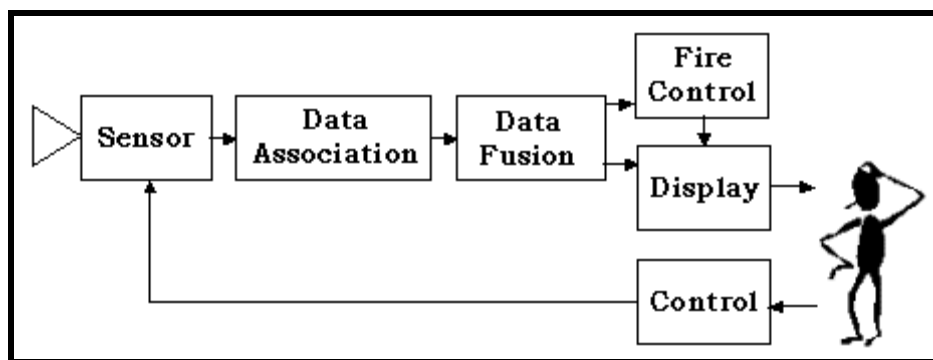 Sensor
Data
Association
Data
Fusion
Fire
Control
Display
Control